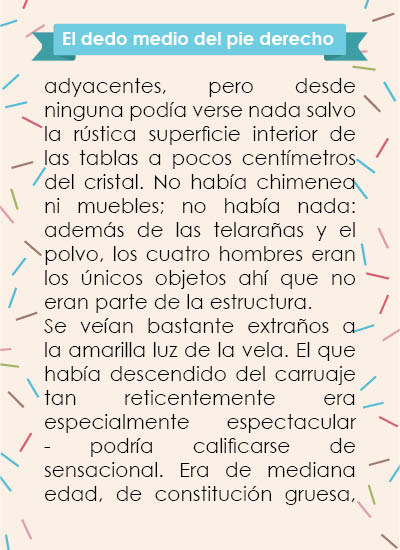 El dedo medio del pie derecho
adyacentes, pero desde
ninguna podía verse nada salvo
la rústica superficie interior de
las tablas a pocos centímetros
del cristal. No había chimenea
ni muebles; no había nada:
además de las telarañas y el
polvo, los cuatro hombres eran
los únicos objetos ahí que no
eran parte de la estructura.
Se veían bastante extraños a
la amarilla luz de la vela. El que
había descendido del carruaje
tan reticentemente era
especialmente espectacular
- podría calificarse de
sensacional. Era de mediana
edad, de constitución gruesa,